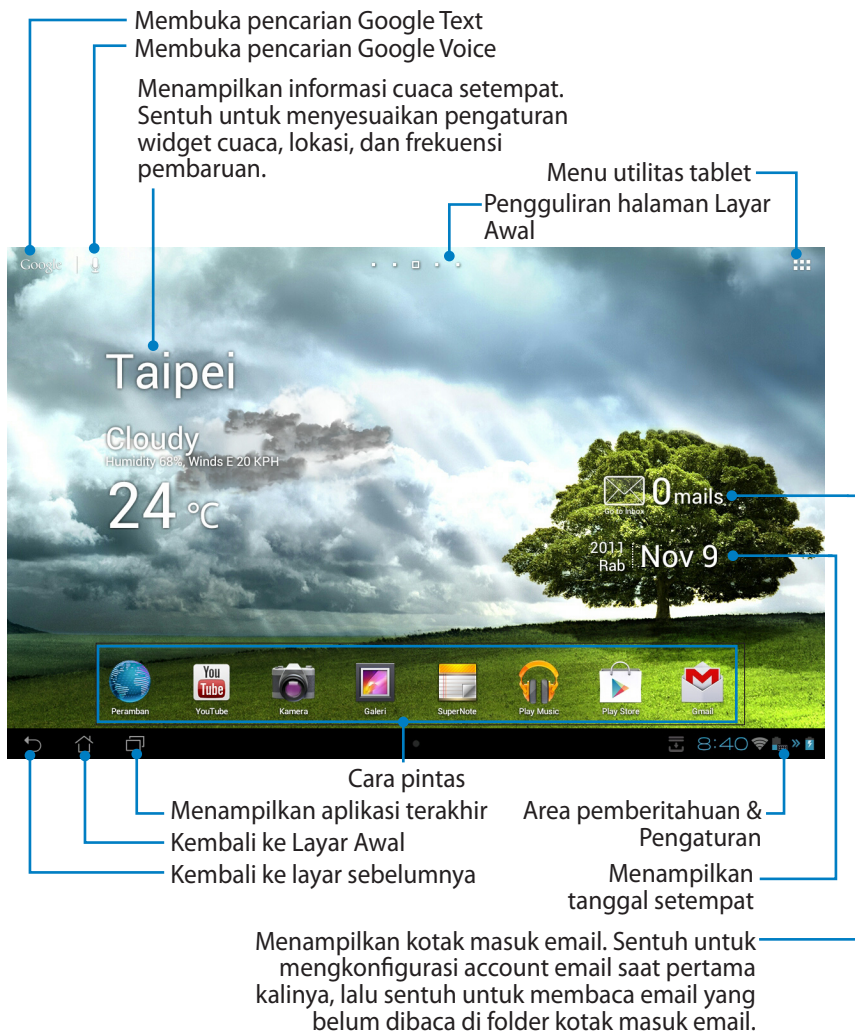 Membuka pencarian Google Text
Membuka pencarian Google Voice
Menampilkan informasi cuaca setempat.
Sentuh untuk menyesuaikan pengaturan
widget cuaca, lokasi, dan frekuensi
pembaruan.
Menu utilitas tablet
Pengguliran halaman Layar
Awal
Google
Taipei
Cloudy
Humidity 68%, Winds E 20 KPH
24 °C
0 mails
Go to Inbox
2011
Rab
Nov 9
Peramban
YouTube
Kamera
Galeri
SuperNote
Play Music
Play Store
Gmail
You
Tube
8:40
Cara pintas
Menampilkan aplikasi terakhir
Kembali ke Layar Awal
Kembali ke layar sebelumnya
Area pemberitahuan &
Pengaturan
Menampilkan
tanggal setempat
Menampilkan kotak masuk email. Sentuh untuk
mengkonfigurasi account email saat pertama
kalinya, lalu sentuh untuk membaca email yang
belum dibaca di folder kotak masuk email.